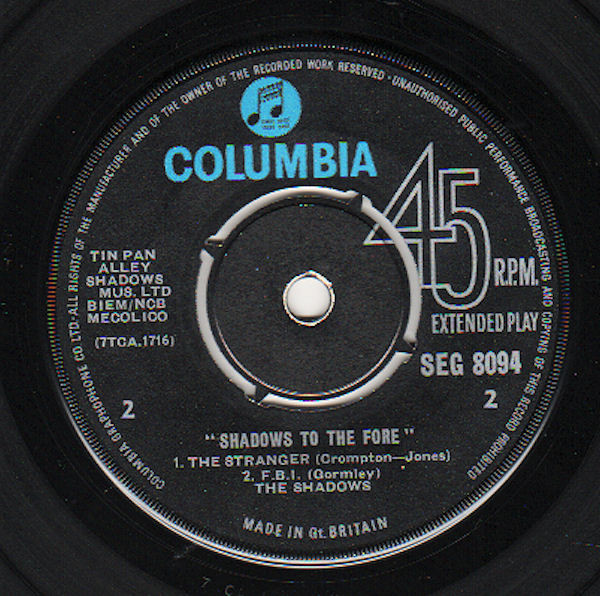 COLUMBIA GRAPHOPHONE CO LTD·ALL RIGHTS OF THE MANUFACTURER AND OF THE OWNER OF THE RECORDED WORK RESERVED · UNAUTHORISED PUBLIC PERFORMANCE BROADCASTING AND COPYING OF THIS RECORD PROHIBITED
COLUMBIA
45
R.P.M.
EXTENDED PLAY
SEG 8094
TIN PAN
ALLEY
SHADOWS
MUS. LTD
BIEM/NCB
MECOLICO
(7TCA.1716)
2
2
"SHADOWS TO THE FORE"
1. THE STRANGER (Crompton—Jones)
2. F.B.I. (Gormley)
THE SHADOWS
MADE IN Gt. BRITAIN
7 C